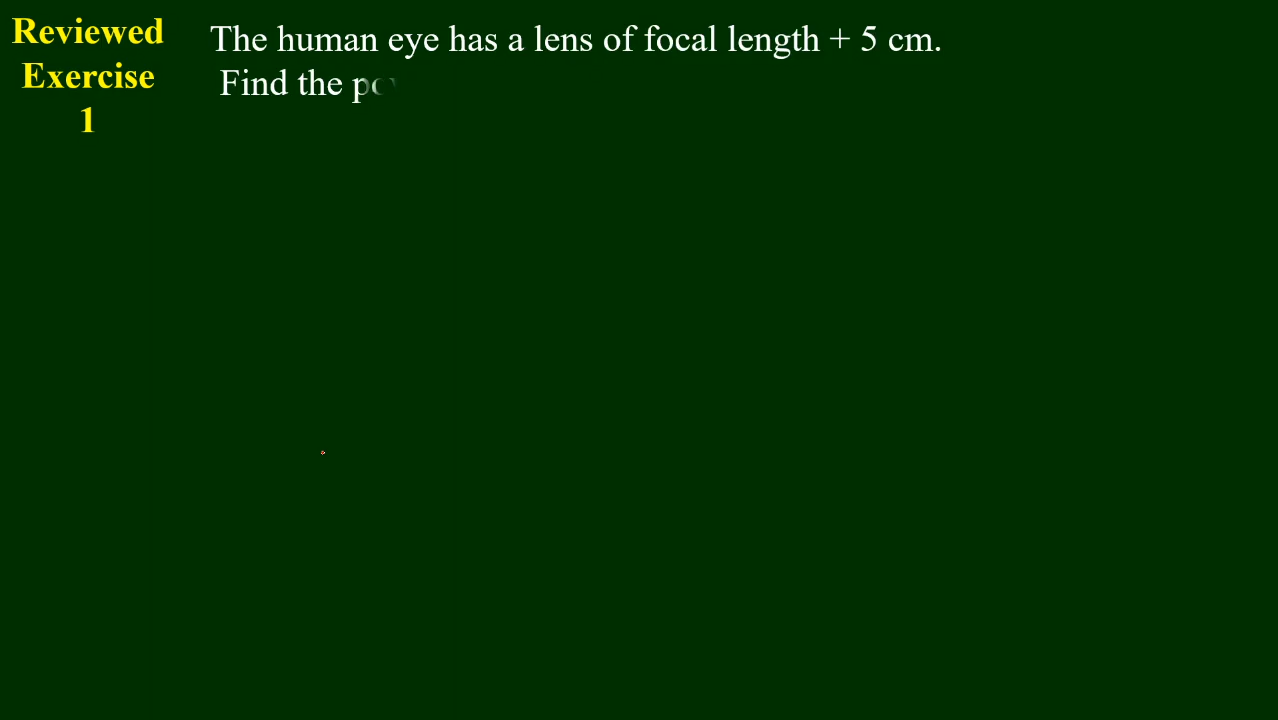 Reviewed
Exercise
1
The human eye has a lens of focal length + 5 cm.
Find the